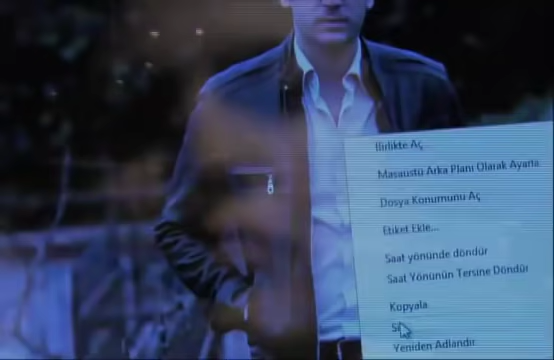 Birlikte Aç
Masaüstü Arka Planı Olarak Ayarla
Dosya Konumunu Aç
Etiket Ekle...
Saat yönünde döndür
Saat Yönünün Tersine Döndür
Kopyala
Yeniden Adlandır